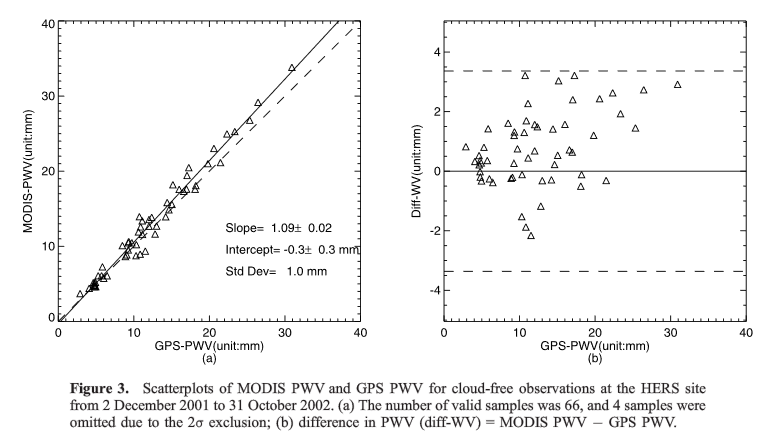 40
30
20
10
0
MODIS-PWV(unit:mm)
Slope= 1.09± 0.02
Intercept= -0.3± 0.3 mm
Std Dev= 1.0 mm
0 10 20 30 40
GPS-PWV(unit:mm)
(a)
4
2
0
-2
-4
Diff-WV(unit:mm)
0 10 20 30 40
GPS-PWV(unit:mm)
(b)
Figure 3. Scatterplots of MODIS PWV and GPS PWV for cloud-free observations at the HERS site
from 2 December 2001 to 31 October 2002. (a) The number of valid samples was 66, and 4 samples were
omitted due to the 2σ exclusion; (b) difference in PWV (diff-WV) = MODIS PWV − GPS PWV.